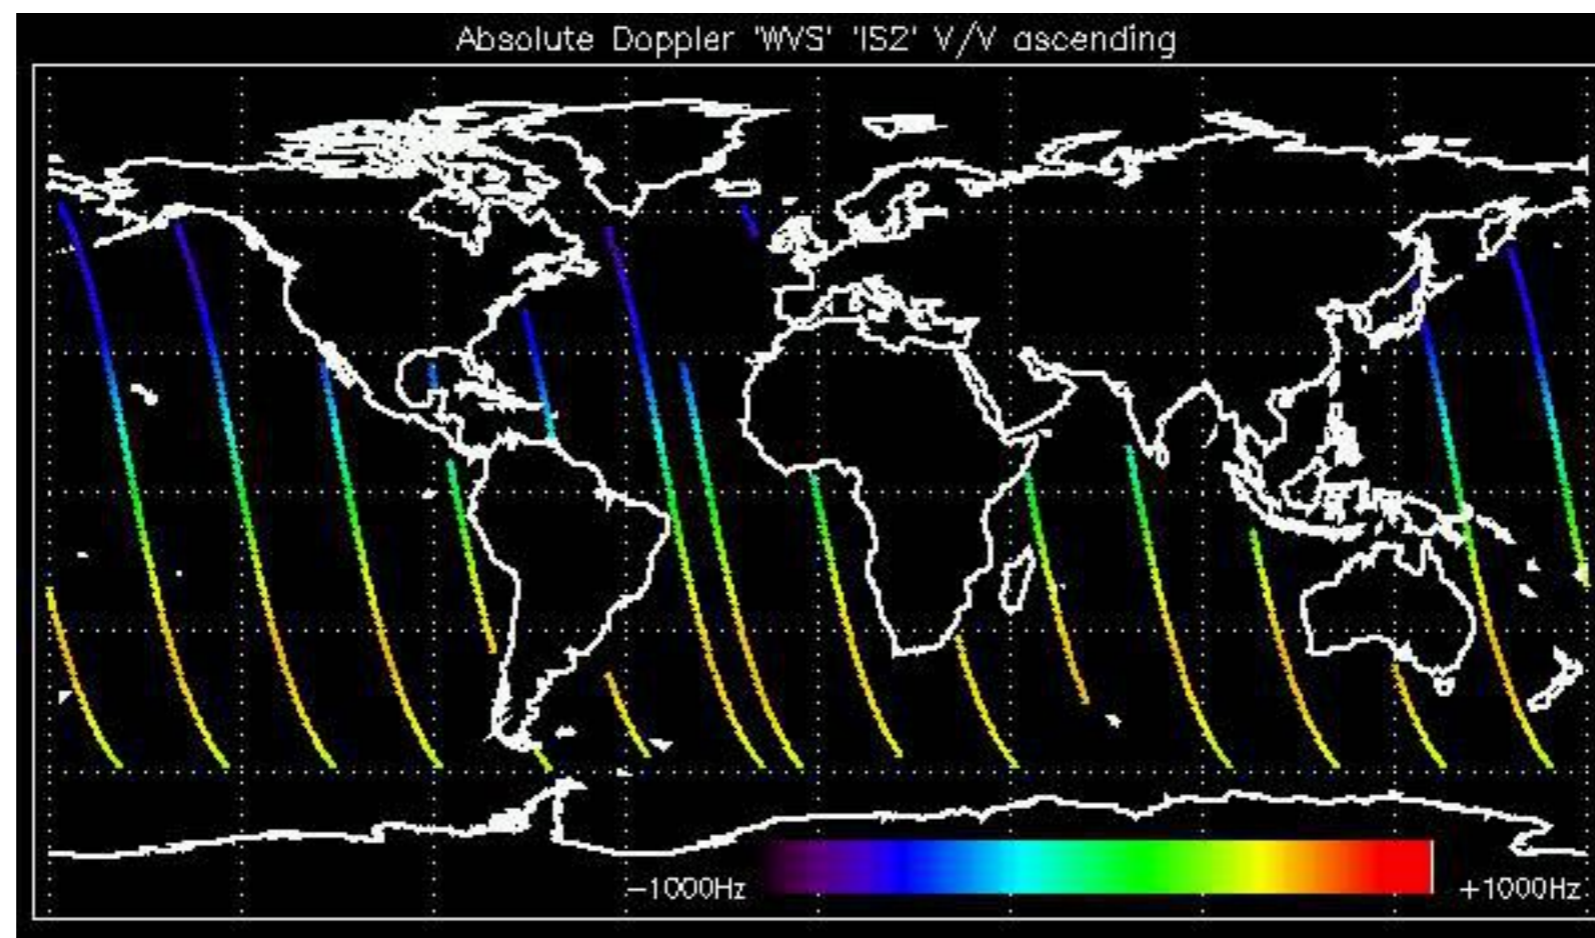 Absolute Doppler 'WVS' 'IS2' V/V ascending
−1000Hz
+1000Hz